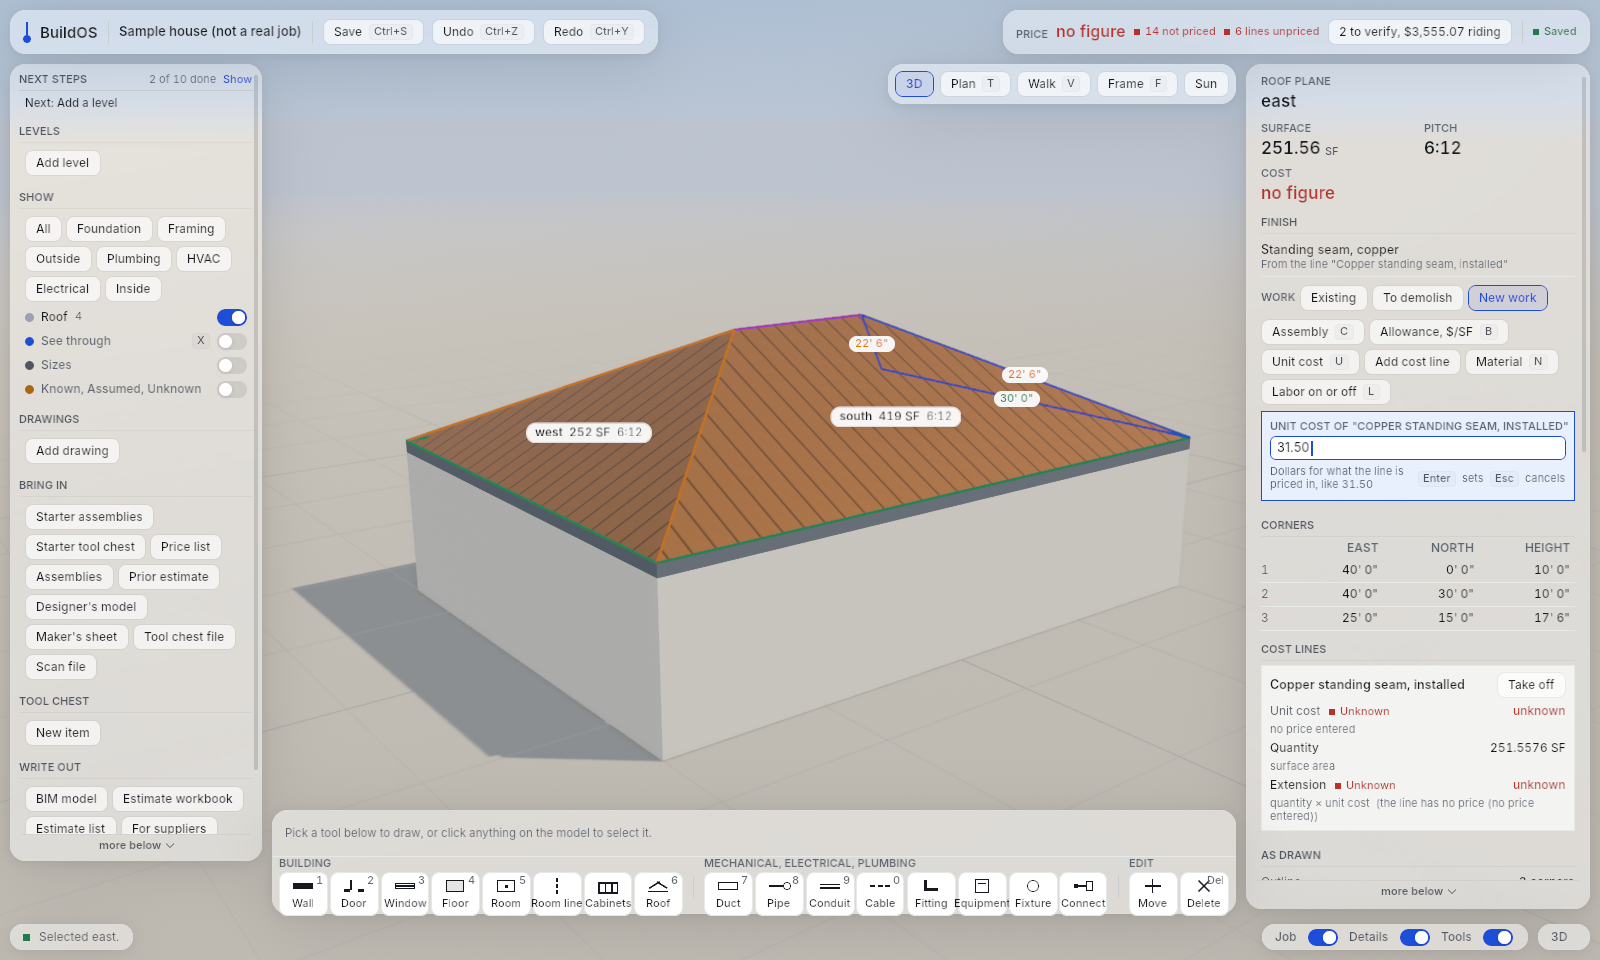 BuildOS
Sample house (not a real job)
Save Ctrl+S
Undo Ctrl+Z
Redo Ctrl+Y
PRICE no figure 14 not priced 6 lines unpriced
2 to verify, $3,555.07 riding
Saved
NEXT STEPS 2 of 10 done Show
Next: Add a level
LEVELS
Add level
SHOW
All Foundation Framing
Outside Plumbing HVAC
Electrical Inside
Roof 4
See through X
Sizes
Known, Assumed, Unknown
DRAWINGS
Add drawing
BRING IN
Starter assemblies
Starter tool chest Price list
Assemblies Prior estimate
Designer's model
Maker's sheet Tool chest file
Scan file
TOOL CHEST
New item
WRITE OUT
BIM model Estimate workbook
Estimate list For suppliers
more below
Selected east.
3D Plan T Walk V Frame F Sun
22' 6"
22' 6"
30' 0"
south 419 SF 6:12
west 252 SF 6:12
Pick a tool below to draw, or click anything on the model to select it.
BUILDING
Wall 1
Door 2
Window 3
Floor 4
Room 5
Room line
Cabinets
Roof 6
MECHANICAL, ELECTRICAL, PLUMBING
Duct 7
Pipe 8
Conduit 9
Cable 0
Fitting
Equipment
Fixture
Connect
EDIT
Move
Delete Del
ROOF PLANE
east
SURFACE PITCH
251.56 SF 6:12
COST
no figure
FINISH
Standing seam, copper
From the line "Copper standing seam, installed"
WORK Existing To demolish New work
Assembly C Allowance, $/SF B
Unit cost U Add cost line Material N
Labor on or off L
UNIT COST OF "COPPER STANDING SEAM, INSTALLED"
31.50
Dollars for what the line is
priced in, like 31.50
Enter sets Esc cancels
CORNERS
EAST NORTH HEIGHT
1 40' 0" 0' 0" 10' 0"
2 40' 0" 30' 0" 10' 0"
3 25' 0" 15' 0" 17' 6"
COST LINES
Copper standing seam, installed Take off
Unit cost Unknown unknown
no price entered
Quantity 251.5576 SF
surface area
Extension Unknown unknown
quantity × unit cost (the line has no price (no price
entered))
AS DRAWN
Outline 3 corners
more below
Job Details Tools 3D